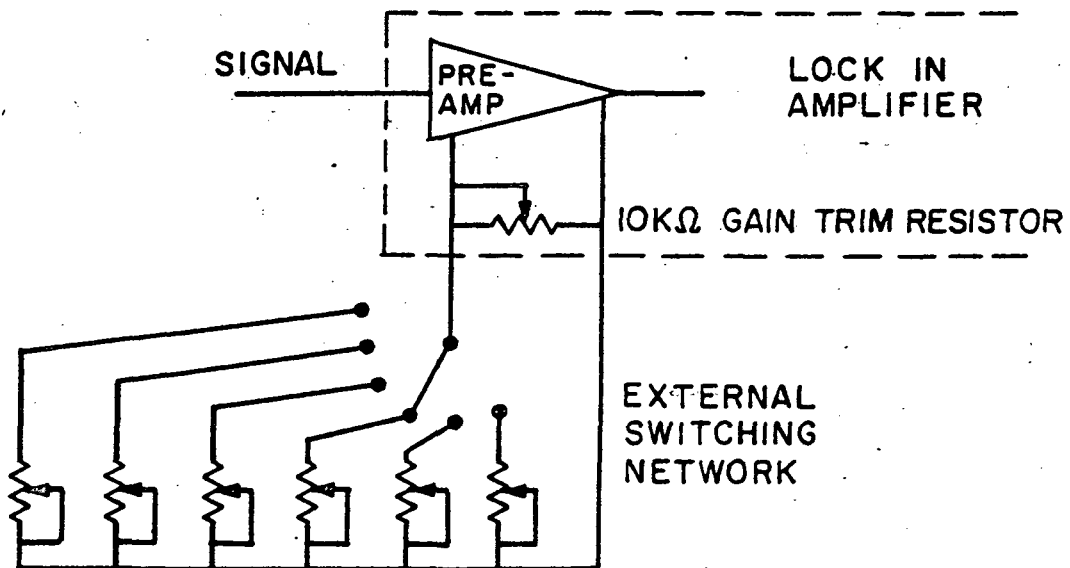 SIGNAL
PRE-
AMP
LOCK IN
AMPLIFIER
10KΩ GAIN TRIM RESISTOR
EXTERNAL
SWITCHING
NETWORK